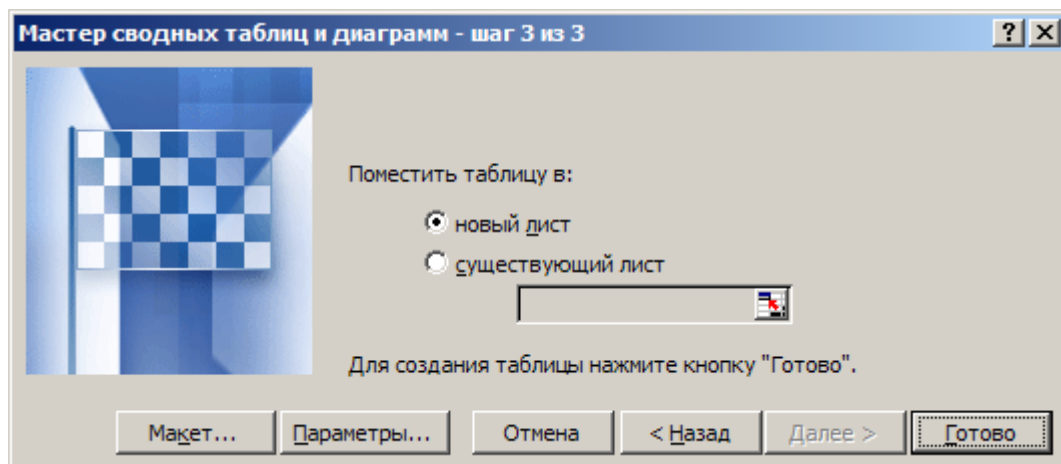 Мастер сводных таблиц и диаграмм - шаг 3 из 3
Поместить таблицу в:
новый лист
существующий лист
Для создания таблицы нажмите кнопку "Готово".
Макет... Параметры... Отмена < Назад Далее > Готово